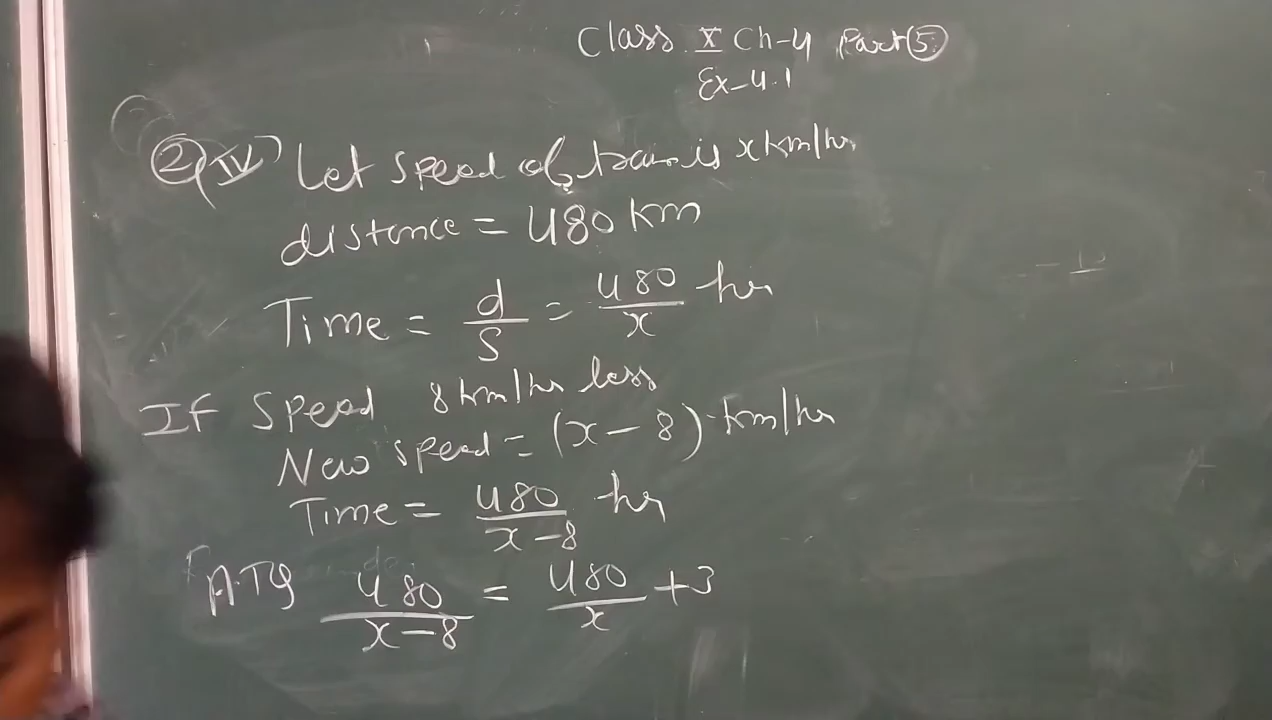 Class X Ch-4 Part (5)
Ex-4.1
2 (IV) Let speed of train is x km/hr
distance = 480 km
Time = d/S = 480/x hr
If Speed 8 km/hr less
New speed = (x - 8) km/hr
Time = 480/x-8 hr
A.T.Q 480/x-8 = 480/x + 3